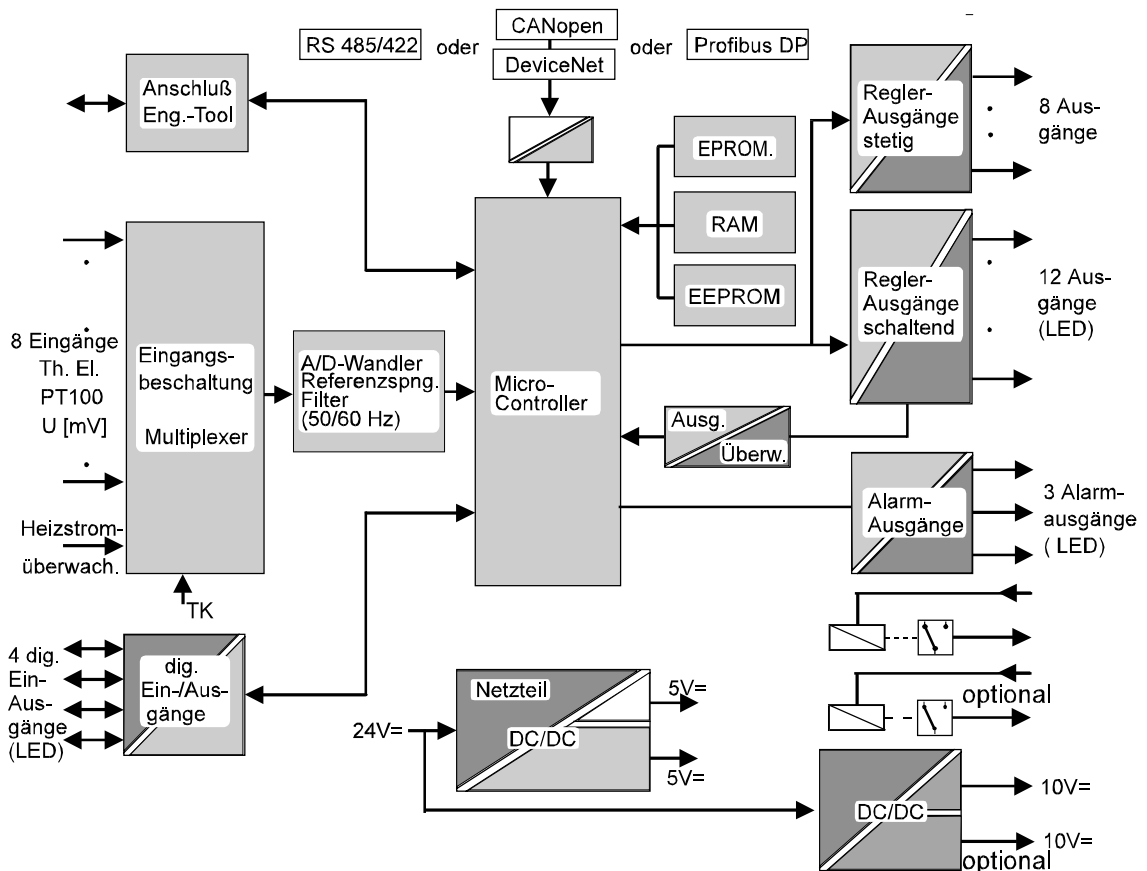 CANopen
RS 485/422 oder
oder Profibus DP
DeviceNet
Anschluß
Eng.-Tool
Regler-
Ausgänge
stetig
8 Aus-
gänge
EPROM.
RAM
EEPROM
Regler-
Ausgänge
schaltend
12 Aus-
gänge
(LED)
8 Eingänge
Th. El.
PT100
U [mV]
Eingangs-
beschaltung
Multiplexer
A/D-Wandler
Referenzspng.
Filter
(50/60 Hz)
Micro-
Controller
Ausg.
Überw.
Heizstrom-
überwach.
TK
Alarm-
Ausgänge
3 Alarm-
ausgänge
( LED)
4 dig.
Ein-
Aus-
gänge
(LED)
dig.
Ein-/Aus-
gänge
24V=
Netzteil
DC/DC
5V=
5V=
optional
DC/DC
10V=
10V=
optional